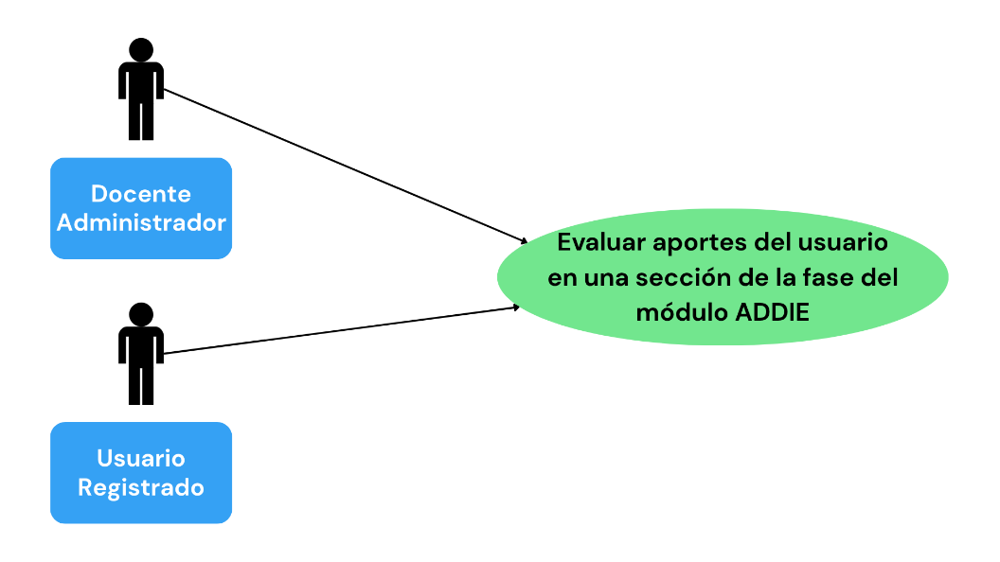 Docente
Administrador
Evaluar aportes del usuario
en una sección de la fase del
módulo ADDIE
Usuario
Registrado